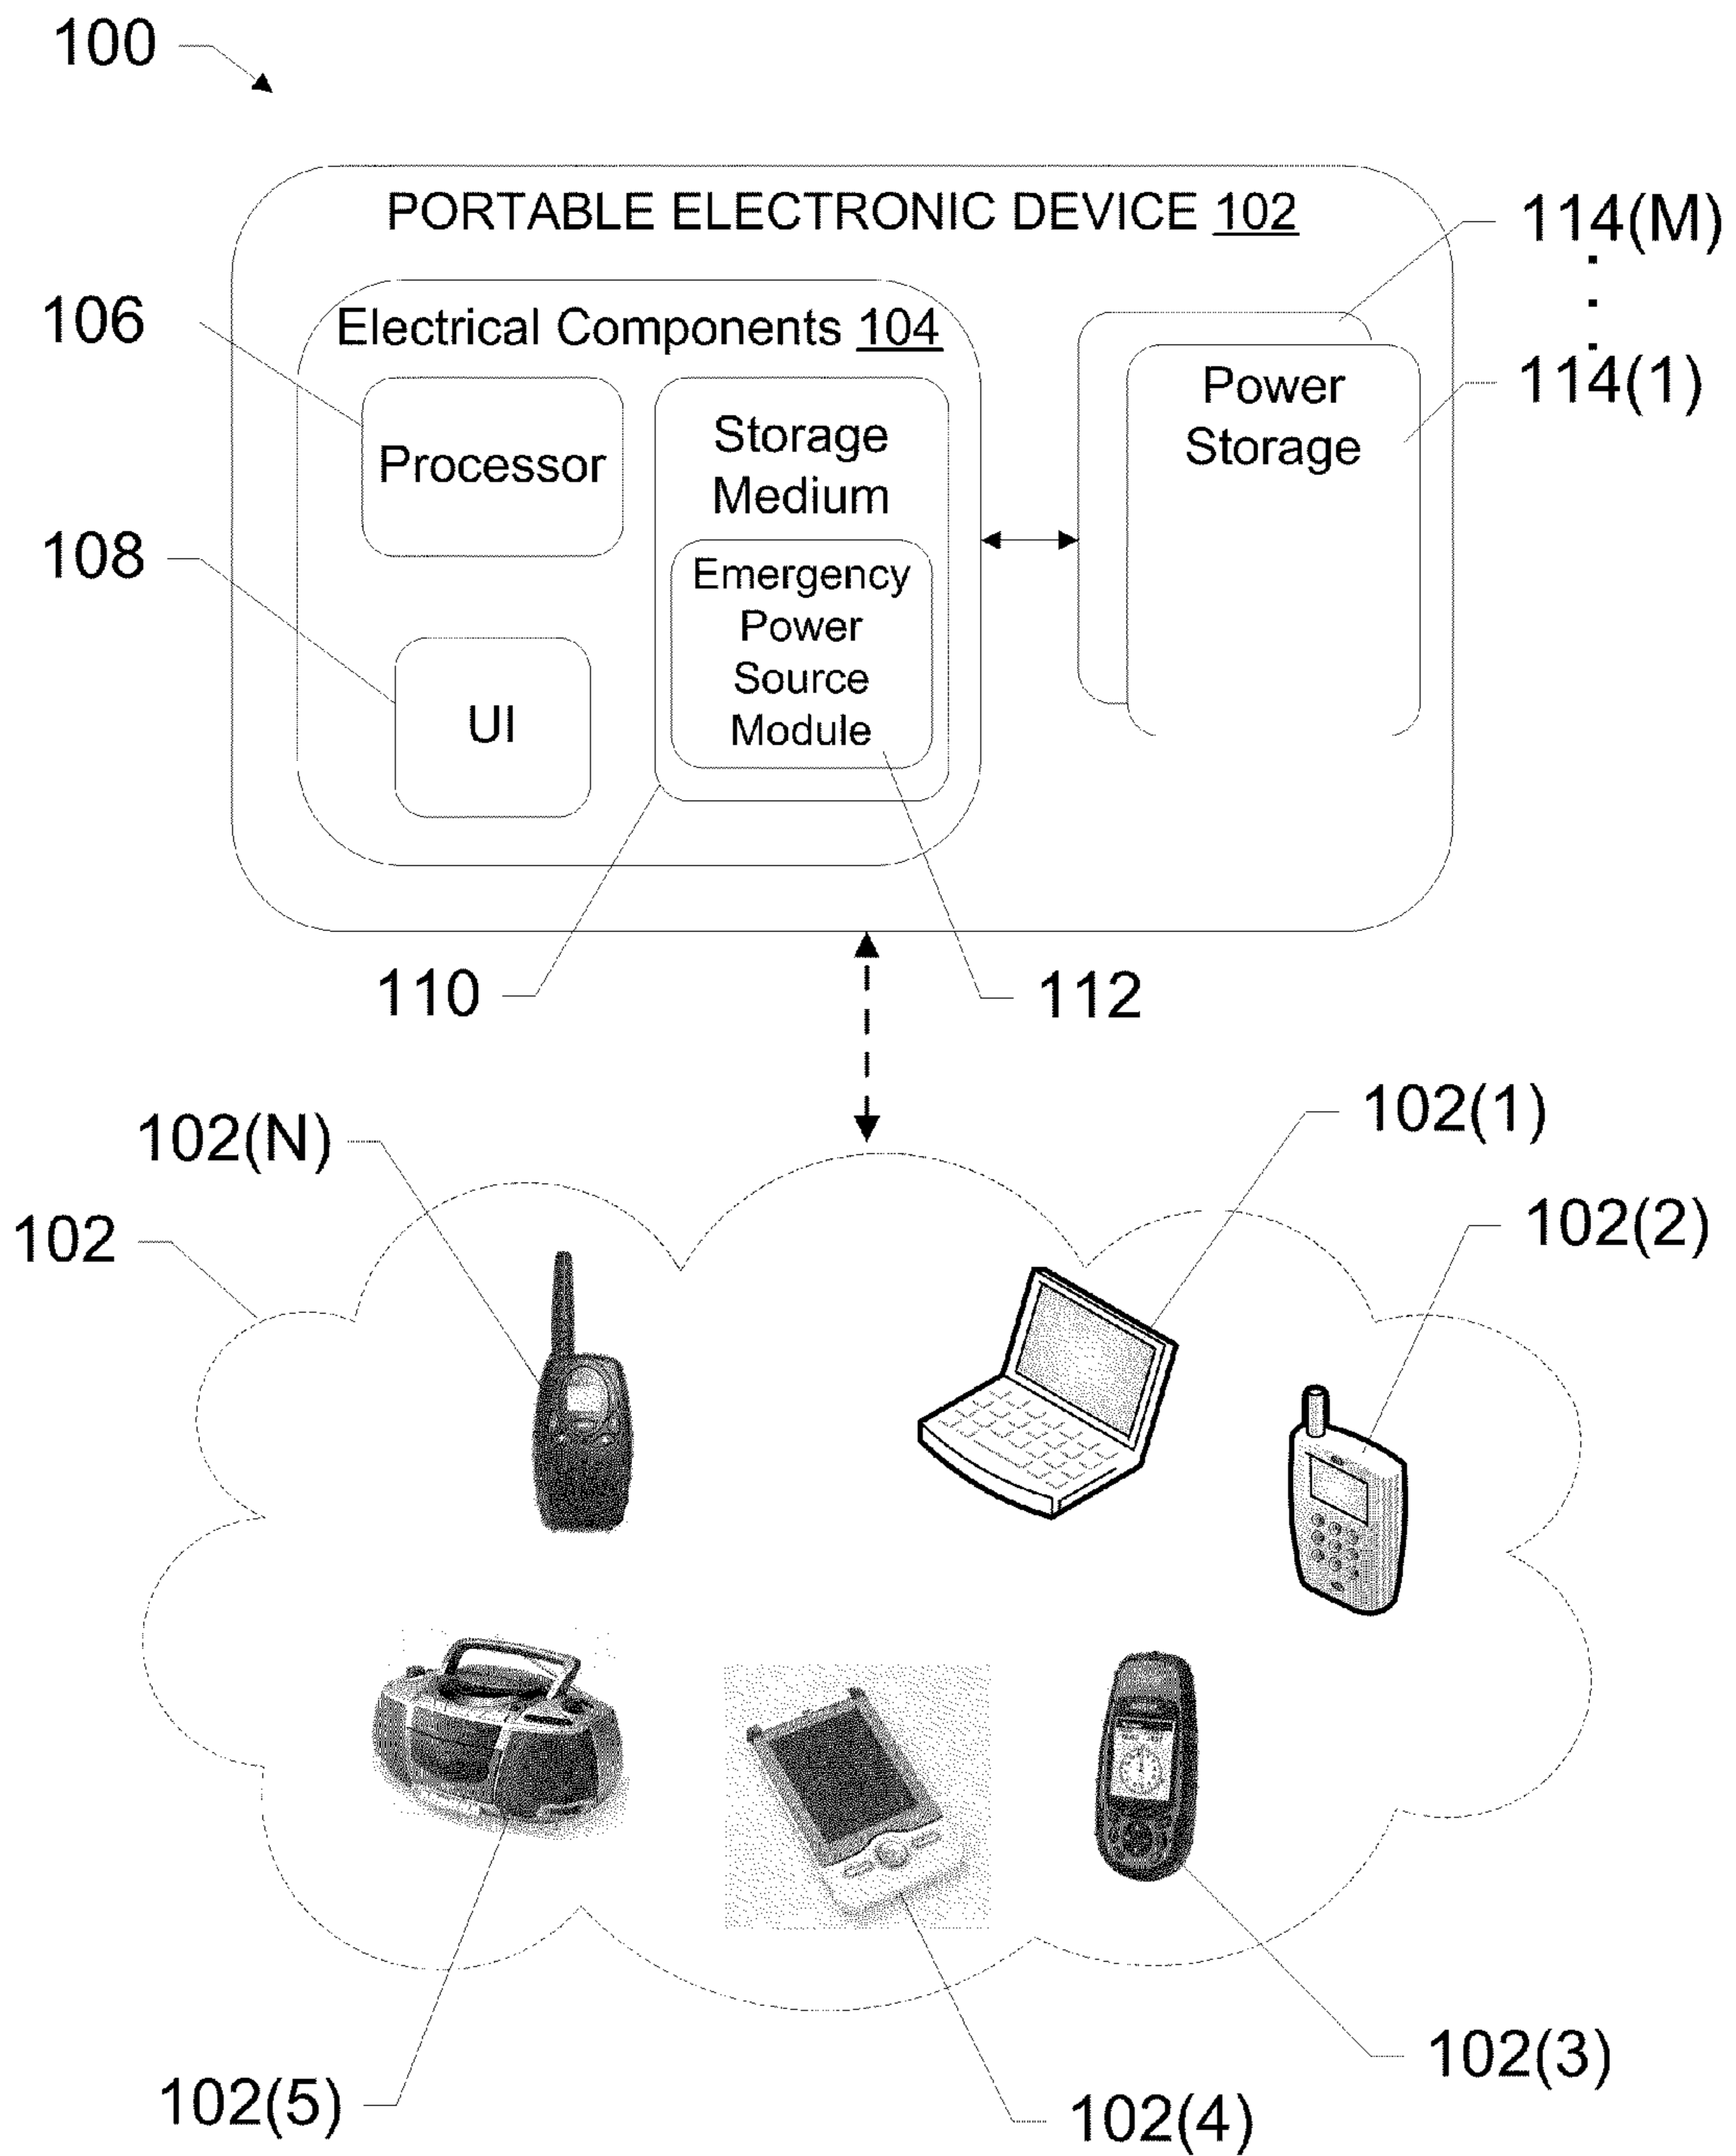 100
PORTABLE ELECTRONIC DEVICE 102
114(M)
106
Electrical Components 104
114(1)
Power
Storage
Processor
Storage
Medium
108
Emergency
Power
Source
Module
UI
110
112
102(N)
102(1)
102
102(2)
102(3)
102(5)
102(4)